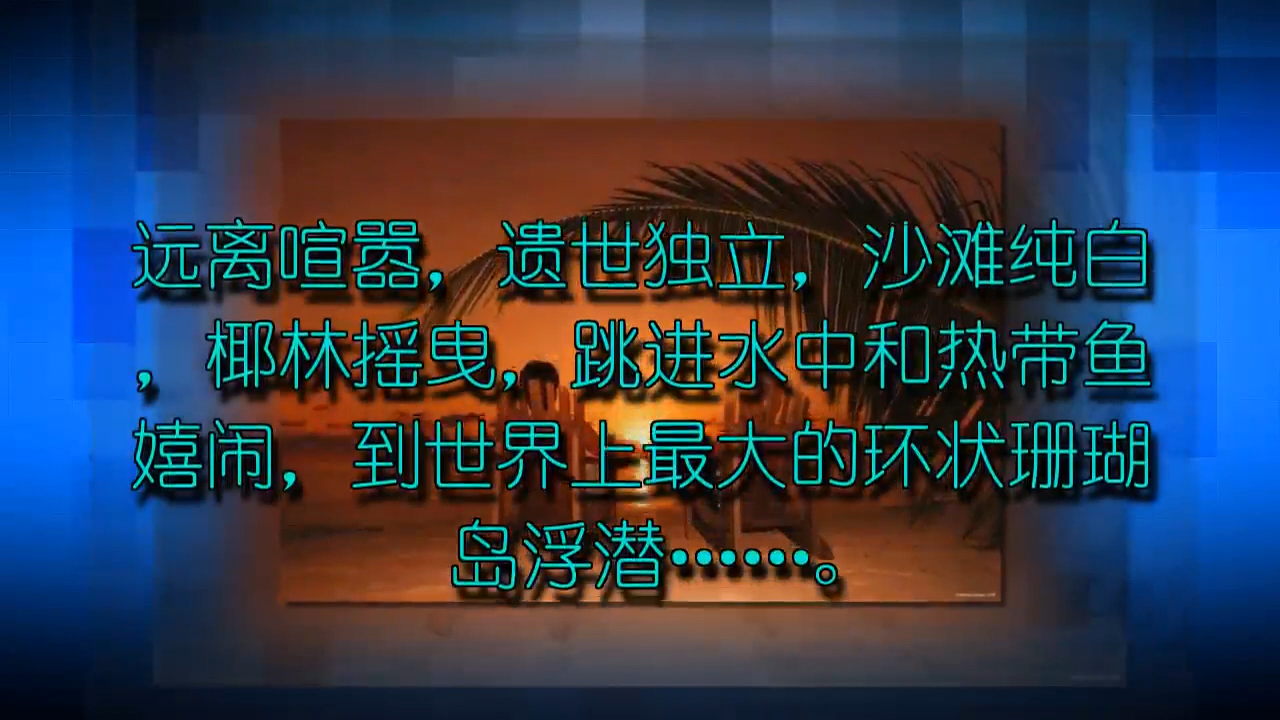 远离喧嚣，遗世独立，沙滩纯白
，椰林摇曳，跳进水中和热带鱼
嬉闹，到世界上最大的环状珊瑚
岛浮潜……。